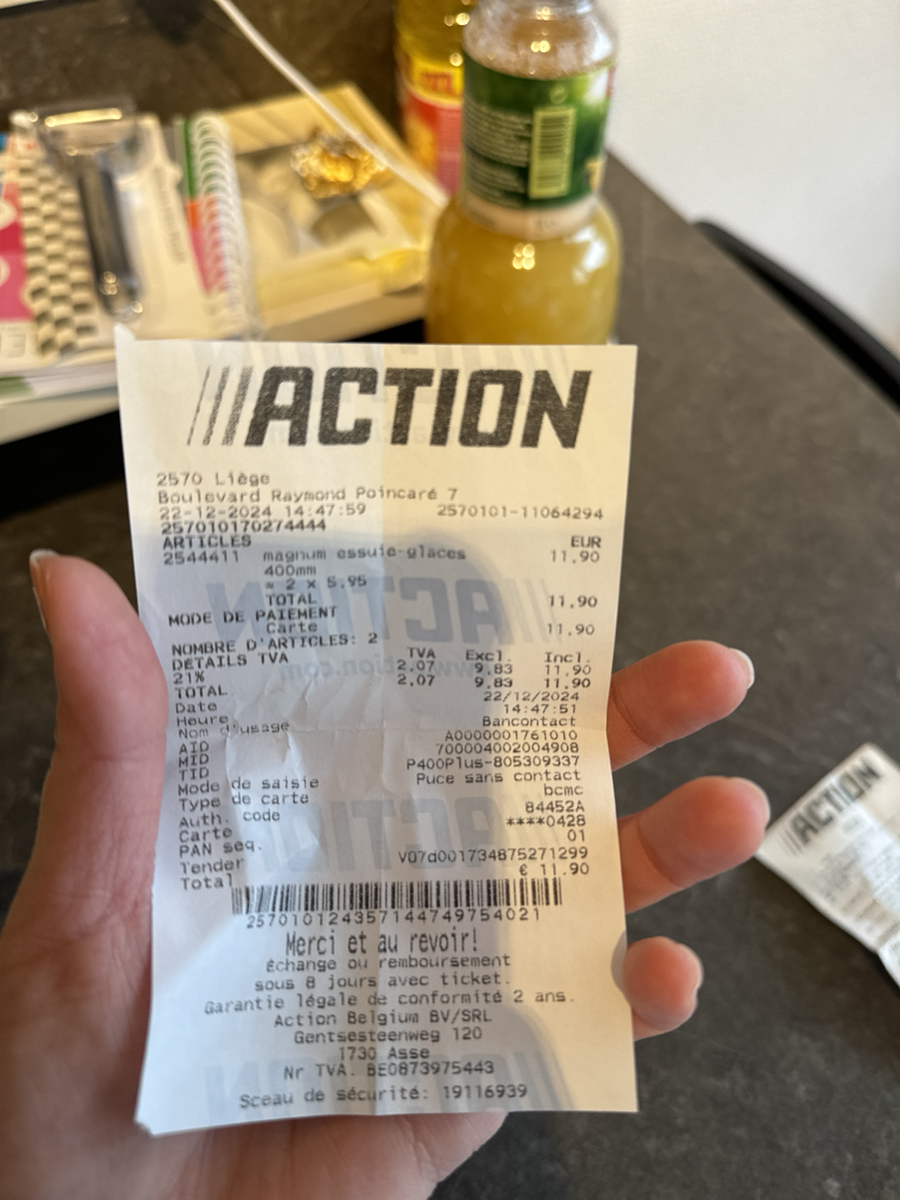 ACTION
2570 Liège
Boulevard Raymond Poincaré 7
22-12-2024 14:47:59 2570101-11064294
257010170274444
ARTICLES EUR
2544411 magnum essuie-glaces 11,90
400mm
= 2 x 5,95
TOTAL 11,90
MODE DE PAIEMENT
Carte 11,90
NOMBRE D'ARTICLES: 2
DÉTAILS TVA TVA Excl. Incl.
21% 2,07 9,83 11,90
TOTAL 2,07 9,83 11,90
Date 22/12/2024
Heure 14:47:51
Nom d'usage Bancontact
AID A0000001761010
MID 700004002004908
TID P400Plus-805309337
Mode de saisie Puce sans contact
Type de carte bcmc
Auth. code 84452A
Carte ****0428
PAN seq. 01
Tender V07d001734875271299
Total € 11.90
257010124357144749754021
Merci et au revoir!
Échange ou remboursement
sous 8 jours avec ticket.
Garantie légale de conformité 2 ans.
Action Belgium BV/SRL
Gentsesteenweg 120
1730 Asse
Nr TVA. BE0873975443
Sceau de sécurité: 19116939
ACTION